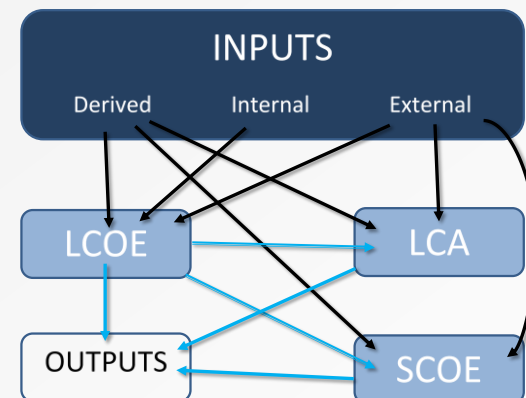 INPUTS
Derived Internal External
LCOE LCA
OUTPUTS SCOE